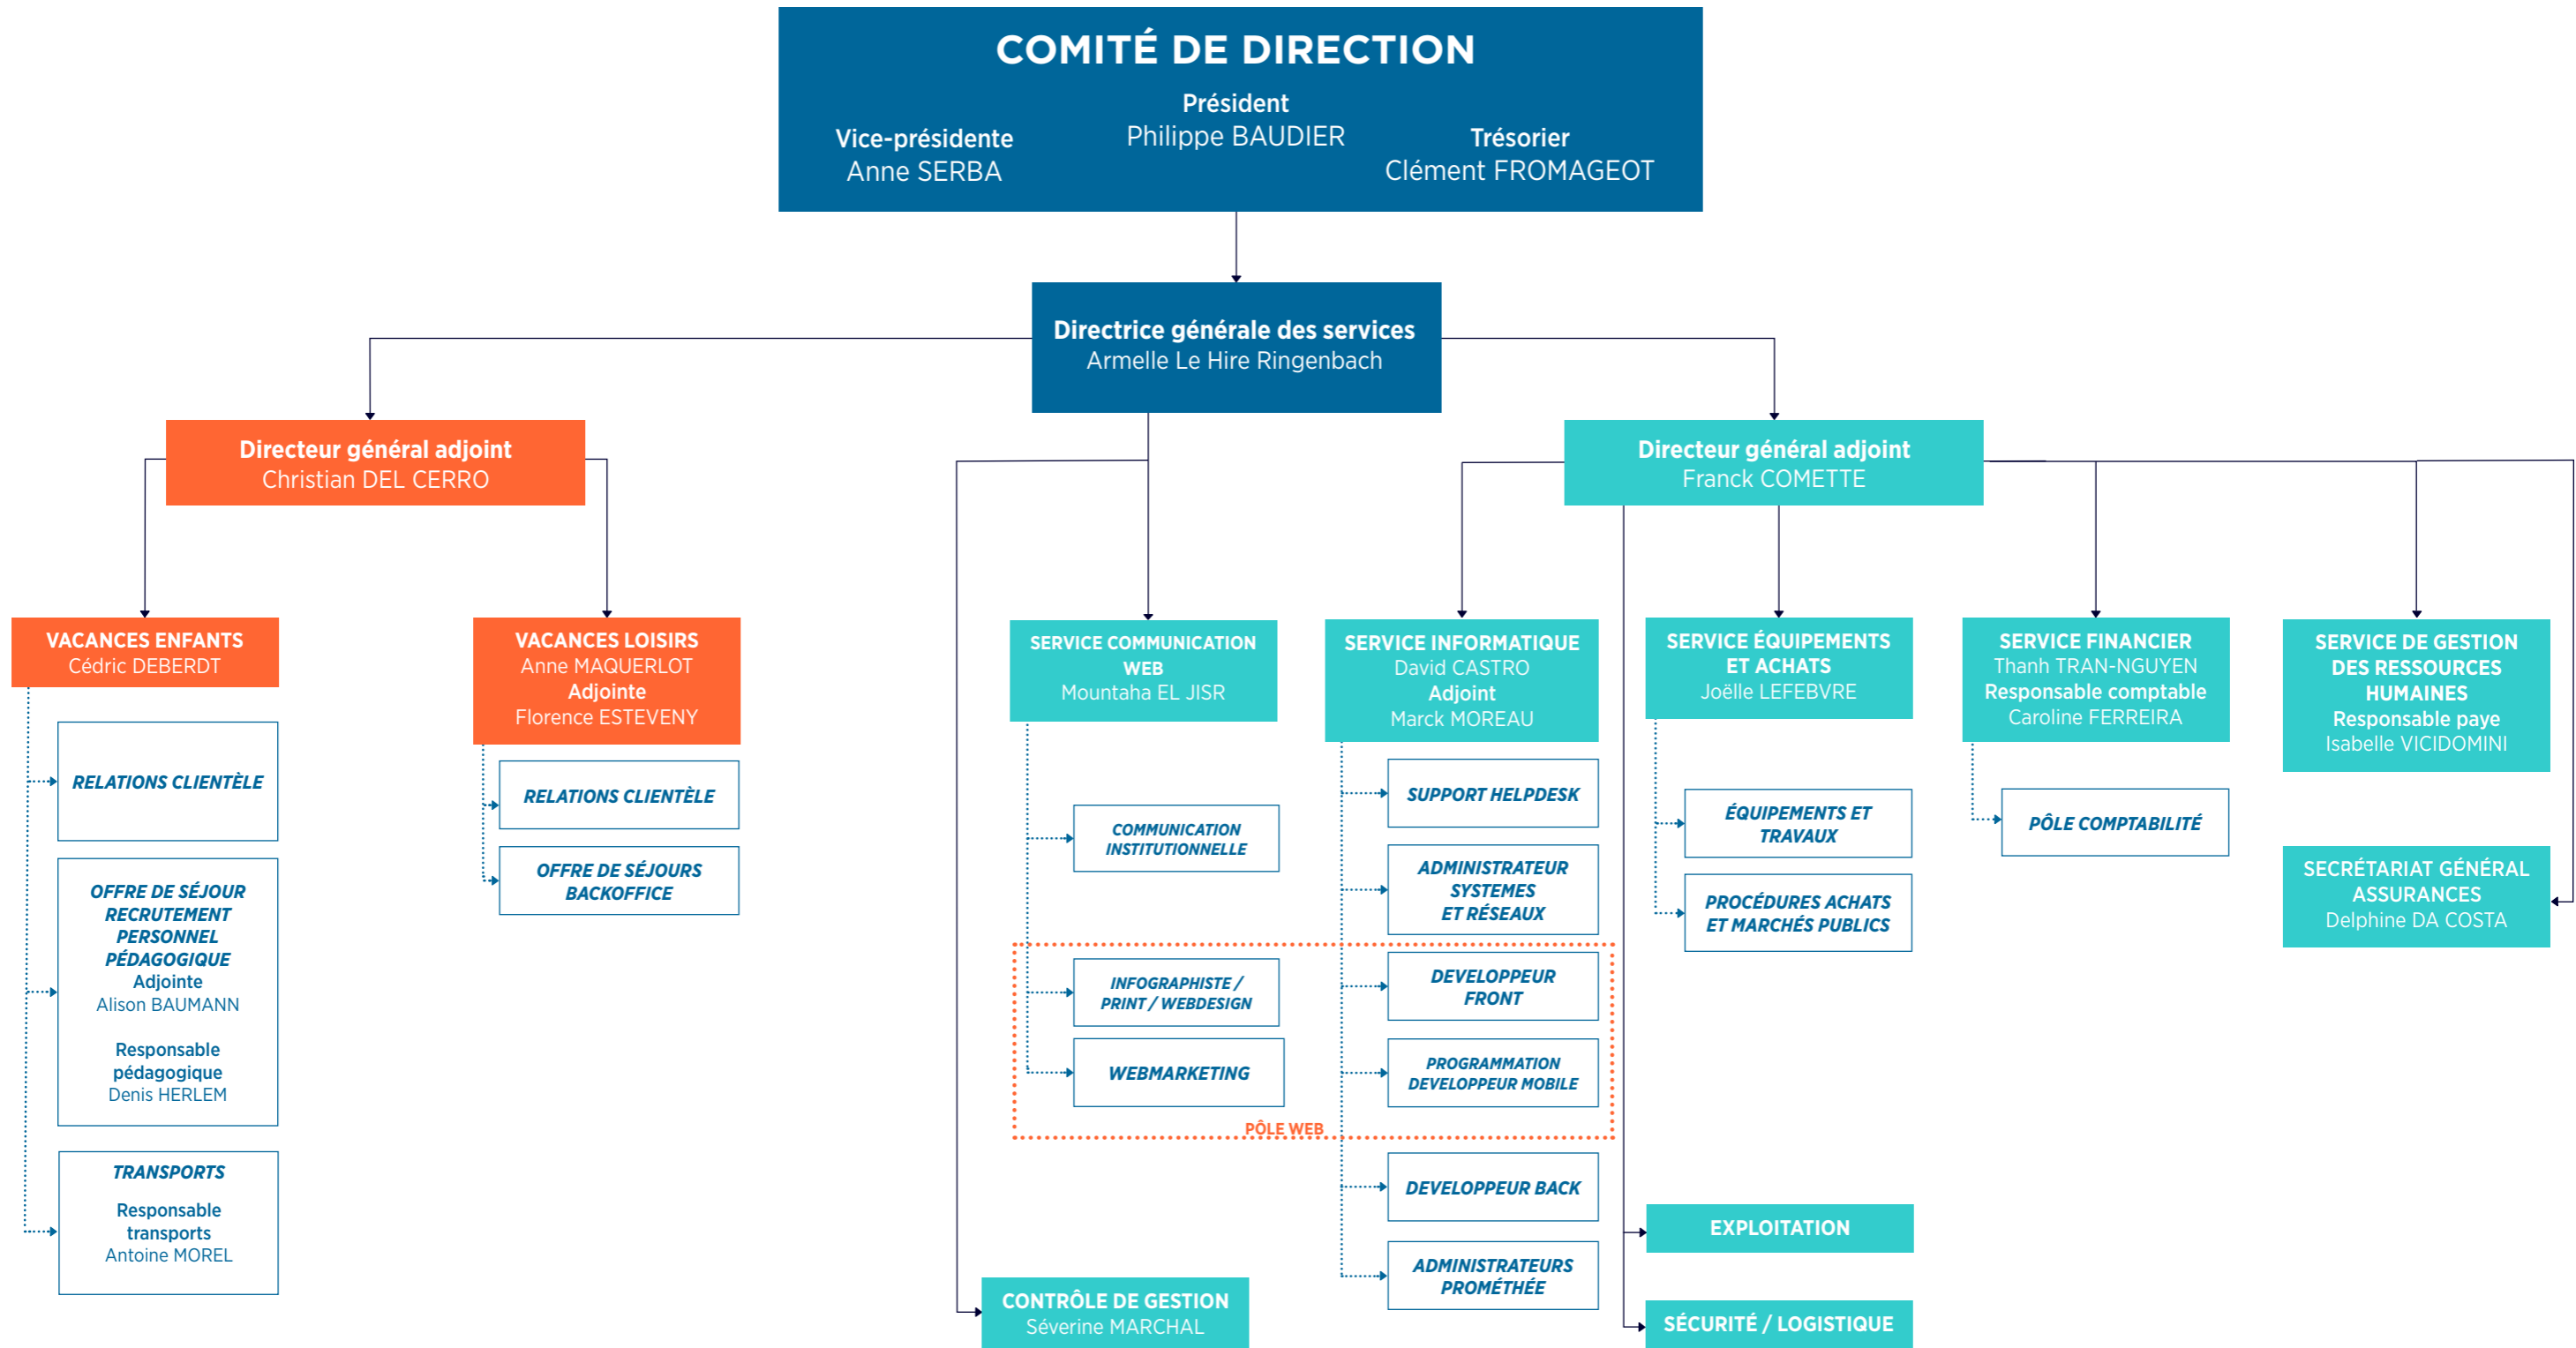 COMITÉ DE DIRECTION
Président
Philippe BAUDIER
Vice-présidente
Anne SERBA
Trésorier
Clément FROMAGEOT
Directrice générale des services
Armelle Le Hire Ringenbach
Directeur général adjoint
Christian DEL CERRO
Directeur général adjoint
Franck COMETTE
VACANCES ENFANTS
Cédric DEBERDT
RELATIONS CLIENTÈLE
OFFRE DE SÉJOUR
RECRUTEMENT
PERSONNEL
PÉDAGOGIQUE
Adjointe
Alison BAUMANN
Responsable
pédagogique
Denis HERLEM
TRANSPORTS
Responsable
transports
Antoine MOREL
VACANCES LOISIRS
Anne MAQUERLOT
Adjointe
Florence ESTEVENY
RELATIONS CLIENTÈLE
OFFRE DE SÉJOURS
BACKOFFICE
SERVICE COMMUNICATION
WEB
Mountaha EL JISR
COMMUNICATION
INSTITUTIONNELLE
INFOGRAPHISTE /
PRINT / WEBDESIGN
WEBMARKETING
PÔLE WEB
CONTRÔLE DE GESTION
Séverine MARCHAL
SERVICE INFORMATIQUE
David CASTRO
Adjoint
Marck MOREAU
SUPPORT HELPDESK
ADMINISTRATEUR
SYSTEMES
ET RÉSEAUX
DEVELOPPEUR
FRONT
PROGRAMMATION
DEVELOPPEUR MOBILE
DEVELOPPEUR BACK
ADMINISTRATEURS
PROMÉTHÉE
SERVICE ÉQUIPEMENTS
ET ACHATS
Joëlle LEFEBVRE
ÉQUIPEMENTS ET
TRAVAUX
PROCÉDURES ACHATS
ET MARCHÉS PUBLICS
EXPLOITATION
SÉCURITÉ / LOGISTIQUE
SERVICE FINANCIER
Thanh TRAN-NGUYEN
Responsable comptable
Caroline FERREIRA
PÔLE COMPTABILITÉ
SERVICE DE GESTION
DES RESSOURCES
HUMAINES
Responsable paye
Isabelle VICIDOMINI
SECRÉTARIAT GÉNÉRAL
ASSURANCES
Delphine DA COSTA